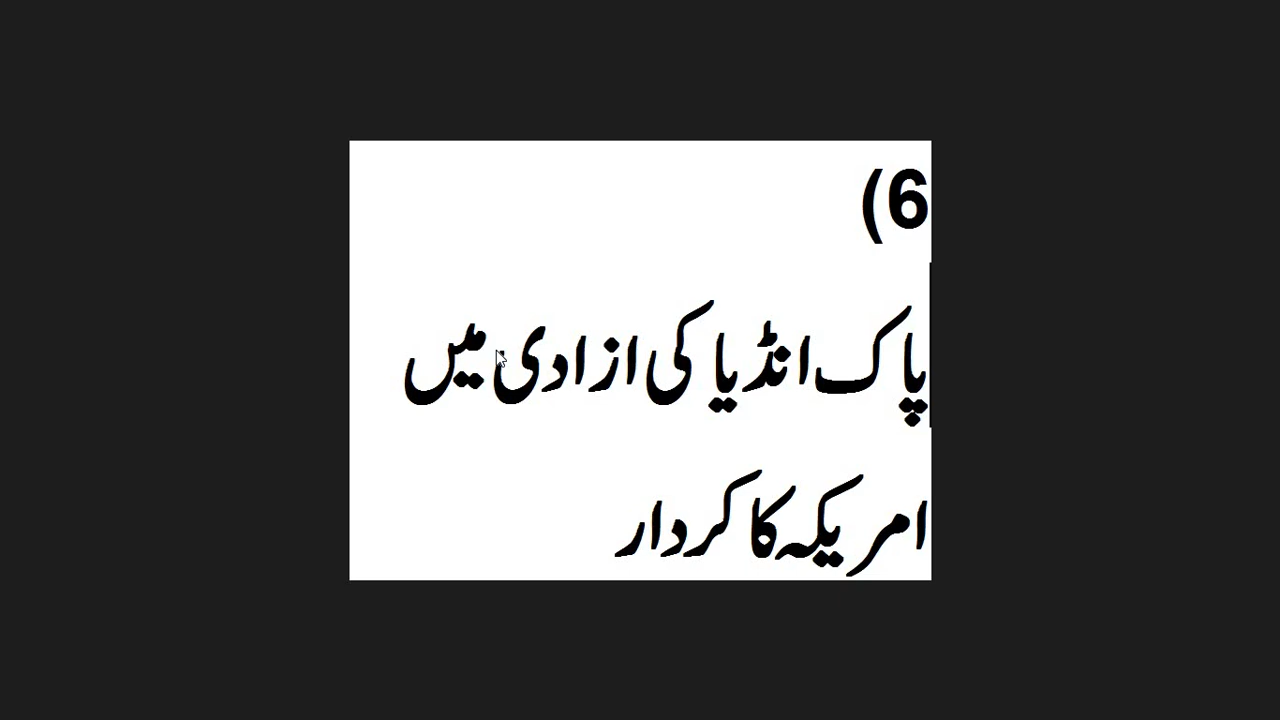 (6
پاک انڈیا کی ازادی میں
امریکہ کا کردار